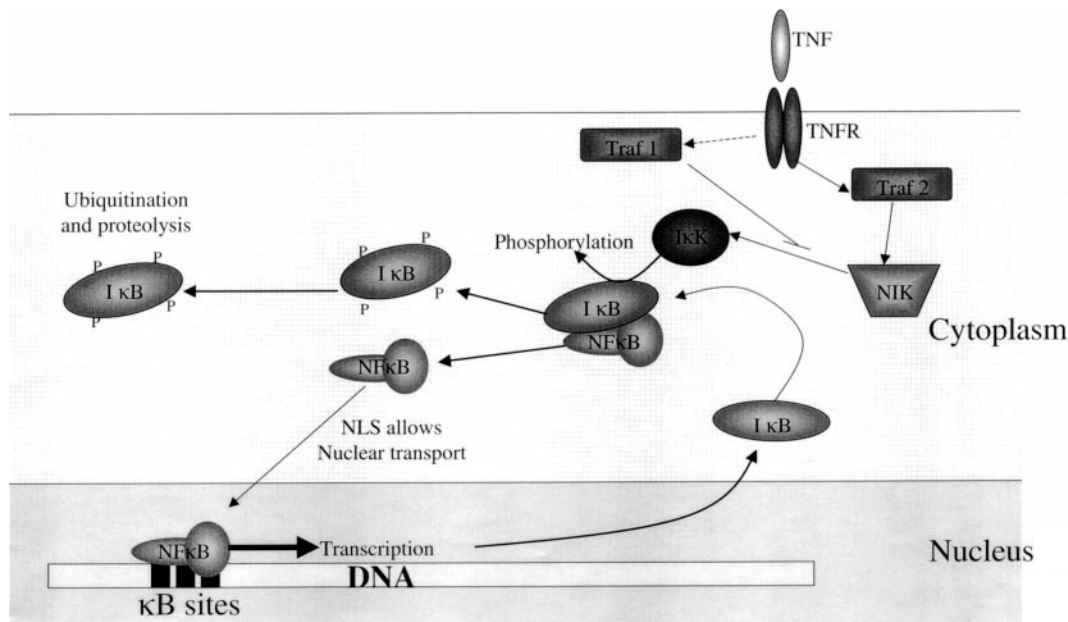 TNF
TNFR
Traf 1
Traf 2
Ubiquitination
and proteolysis
Phosphorylation
IκK
P
P
P
P
I κB
P
P
P
P
I κB
I κB
NIK
Cytoplasm
NFκB
NFκB
I κB
NLS allows
Nuclear transport
NFκB
Transcription
Nucleus
DNA
κB sites